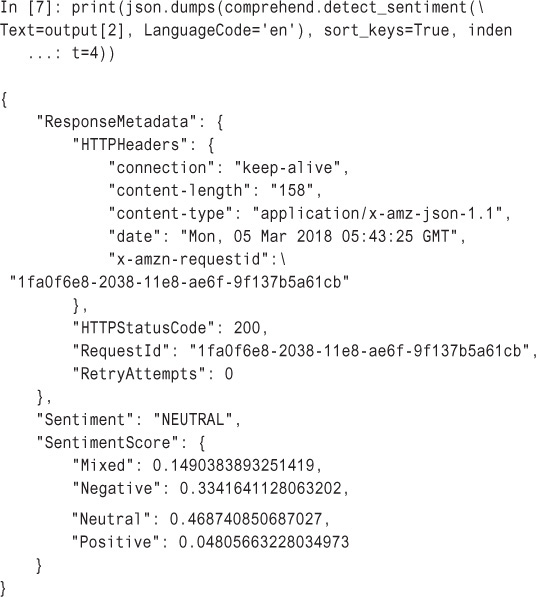 In [7]: print(json.dumps(comprehend.detect_sentiment(\
Text=output[2], LanguageCode='en'), sort_keys=True, inden
...: t=4))
{
"ResponseMetadata": {
"HTTPHeaders": {
"connection": "keep-alive",
"content-length": "158",
"content-type": "application/x-amz-json-1.1",
"date": "Mon, 05 Mar 2018 05:43:25 GMT",
"x-amzn-requestid":\
"1fa0f6e8-2038-11e8-ae6f-9f137b5a61cb"
},
"HTTPStatusCode": 200,
"RequestId": "1fa0f6e8-2038-11e8-ae6f-9f137b5a61cb",
"RetryAttempts": 0
},
"Sentiment": "NEUTRAL",
"SentimentScore": {
"Mixed": 0.1490383893251419,
"Negative": 0.3341641128063202,
"Neutral": 0.468740850687027,
"Positive": 0.04805663228034973
}
}